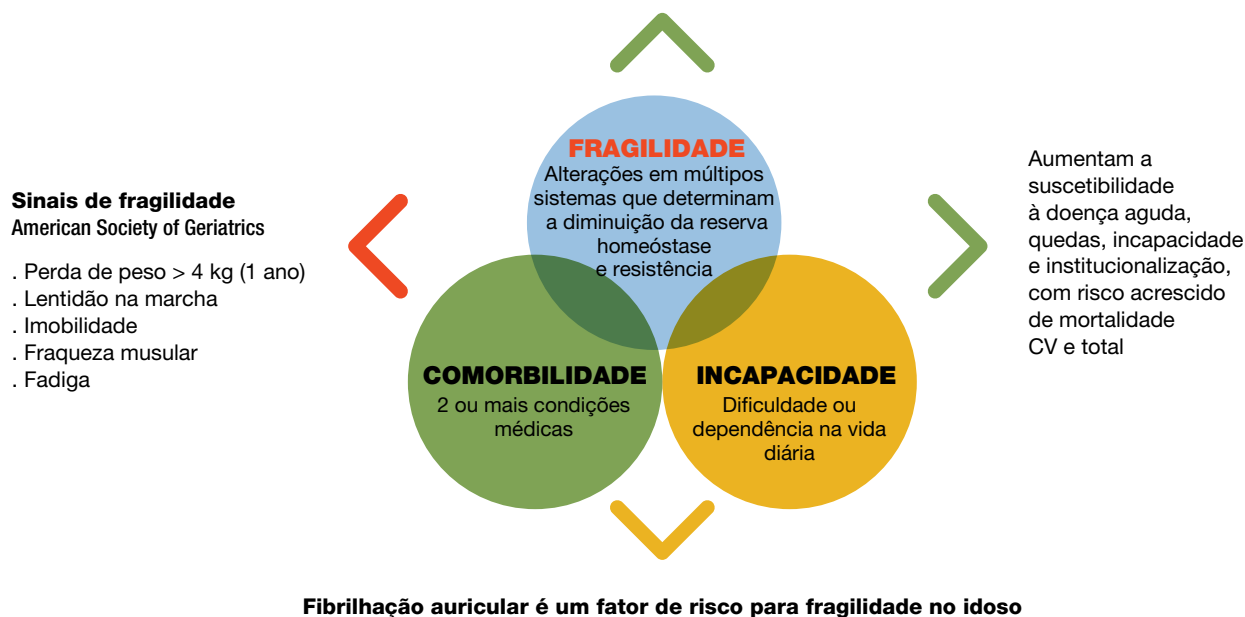 Sinais de fragilidade
American Society of Geriatrics
. Perda de peso > 4 kg (1 ano)
. Lentidão na marcha
. Imobilidade
. Fraqueza musular
. Fadiga
FRAGILIDADE
Alterações em múltipos
sistemas que determinam
a diminuição da reserva
homeóstase
e resistência
COMORBILIDADE
2 ou mais condições
médicas
INCAPACIDADE
Dificuldade ou
dependência na vida
diária
Aumentam a
suscetibilidade
à doença aguda,
quedas, incapacidade
e institucionalização,
com risco acrescido
de mortalidade
CV e total
Fibrilhação auricular é um fator de risco para fragilidade no idoso